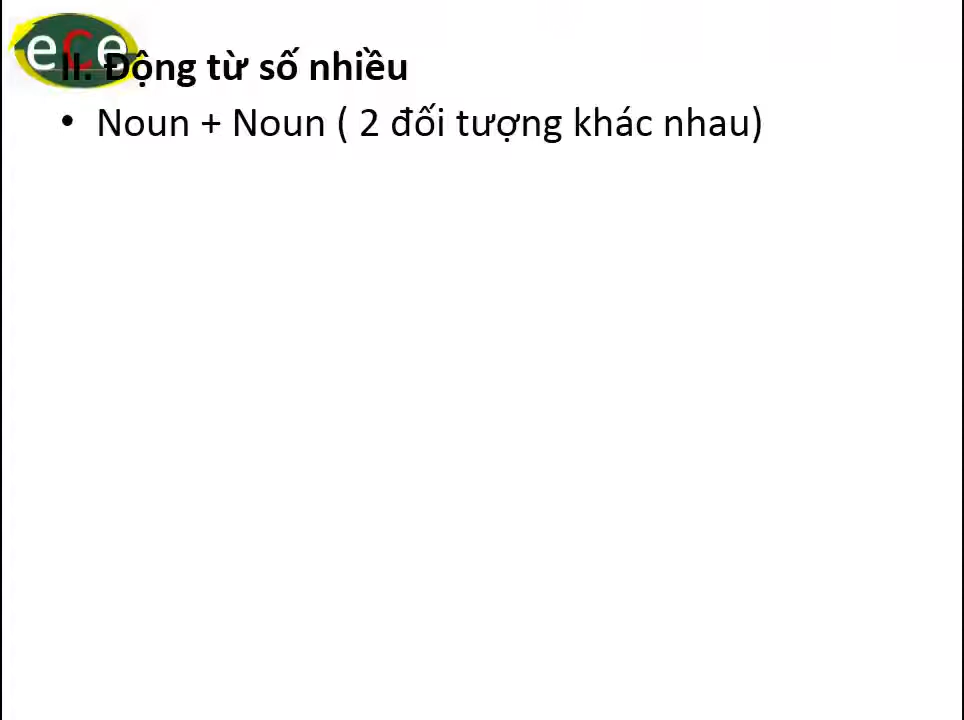 ece
II. Động từ số nhiều
• Noun + Noun ( 2 đối tượng khác nhau)